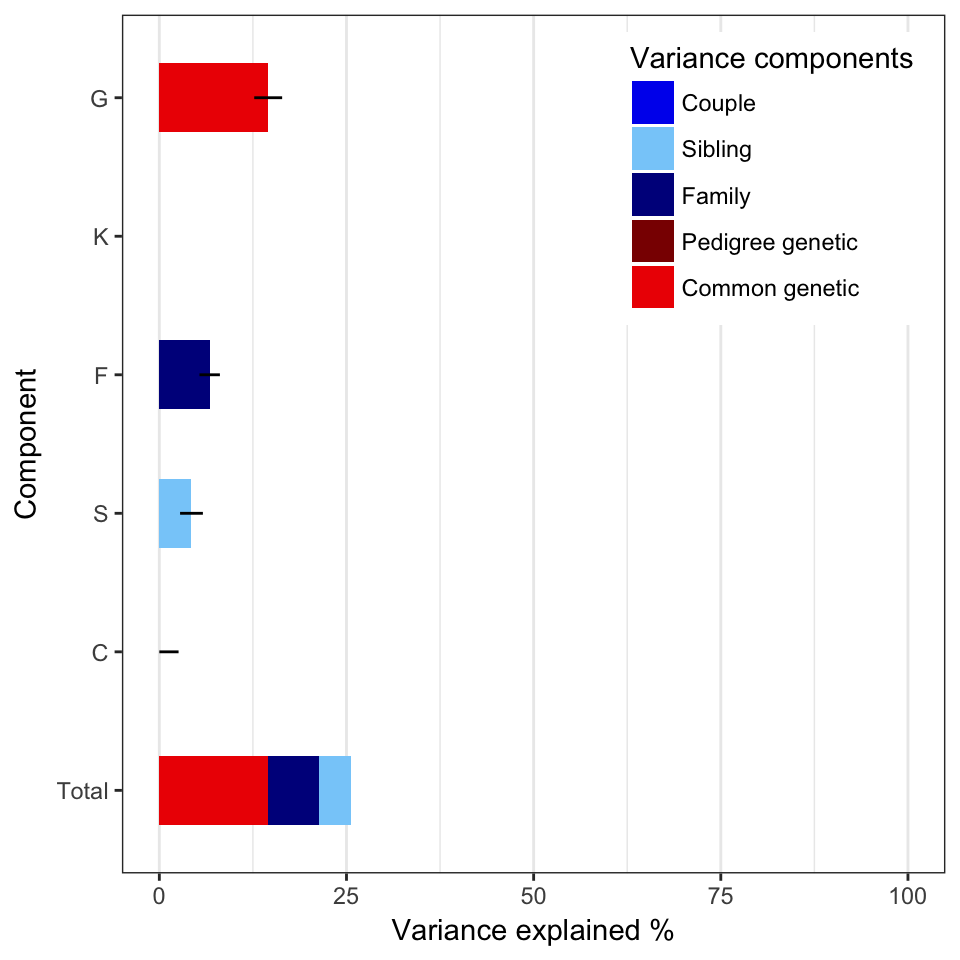 Variance components
Couple
Sibling
Family
Pedigree genetic
Common genetic
G
K
F
S
C
Total
Component
0 25 50 75 100
Variance explained %